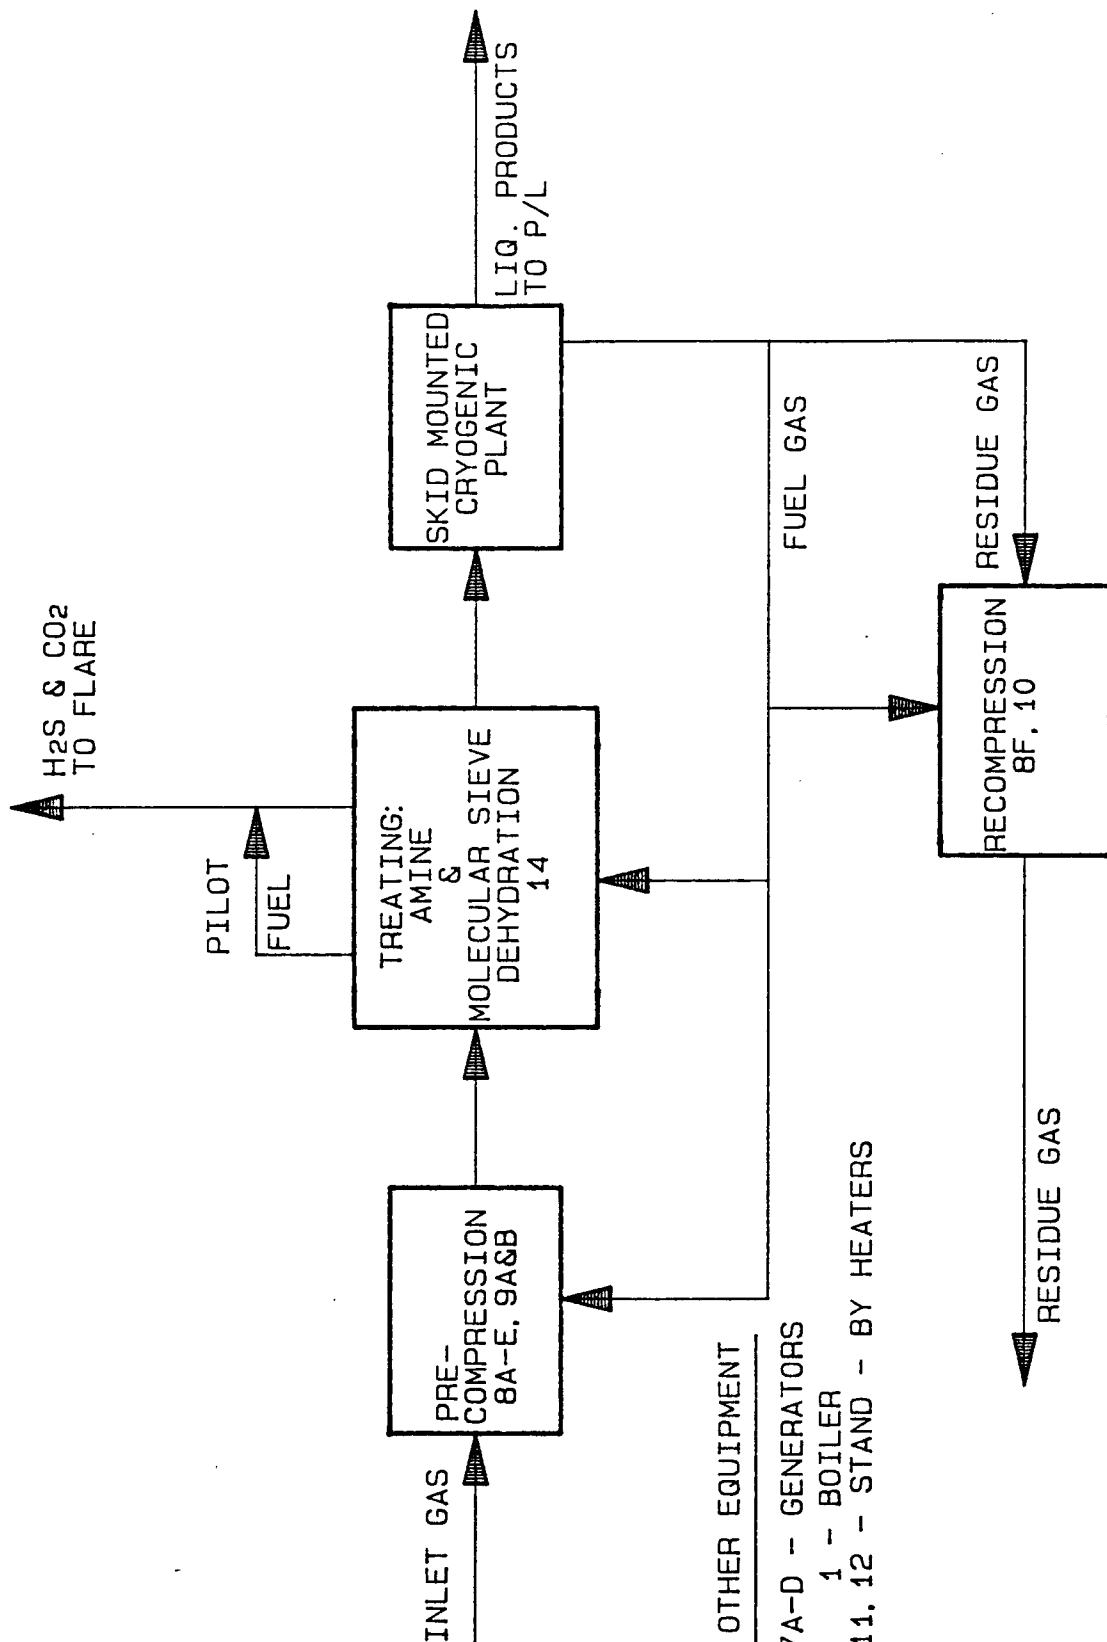 INLET GAS
PRE-
COMPRESSION
8A-E, 9A&B
PILOT
FUEL
H2S & CO2
TO FLARE
TREATING:
AMINE
&
MOLECULAR SIEVE
DEHYDRATION
14
SKID MOUNTED
CRYOGENIC
PLANT
LIQ. PRODUCTS
TO P/L
FUEL GAS
RESIDUE GAS
RECOMPRESSION
8F, 10
RESIDUE GAS
OTHER EQUIPMENT
7A-D - GENERATORS
1 - BOILER
11, 12 - STAND - BY HEATERS